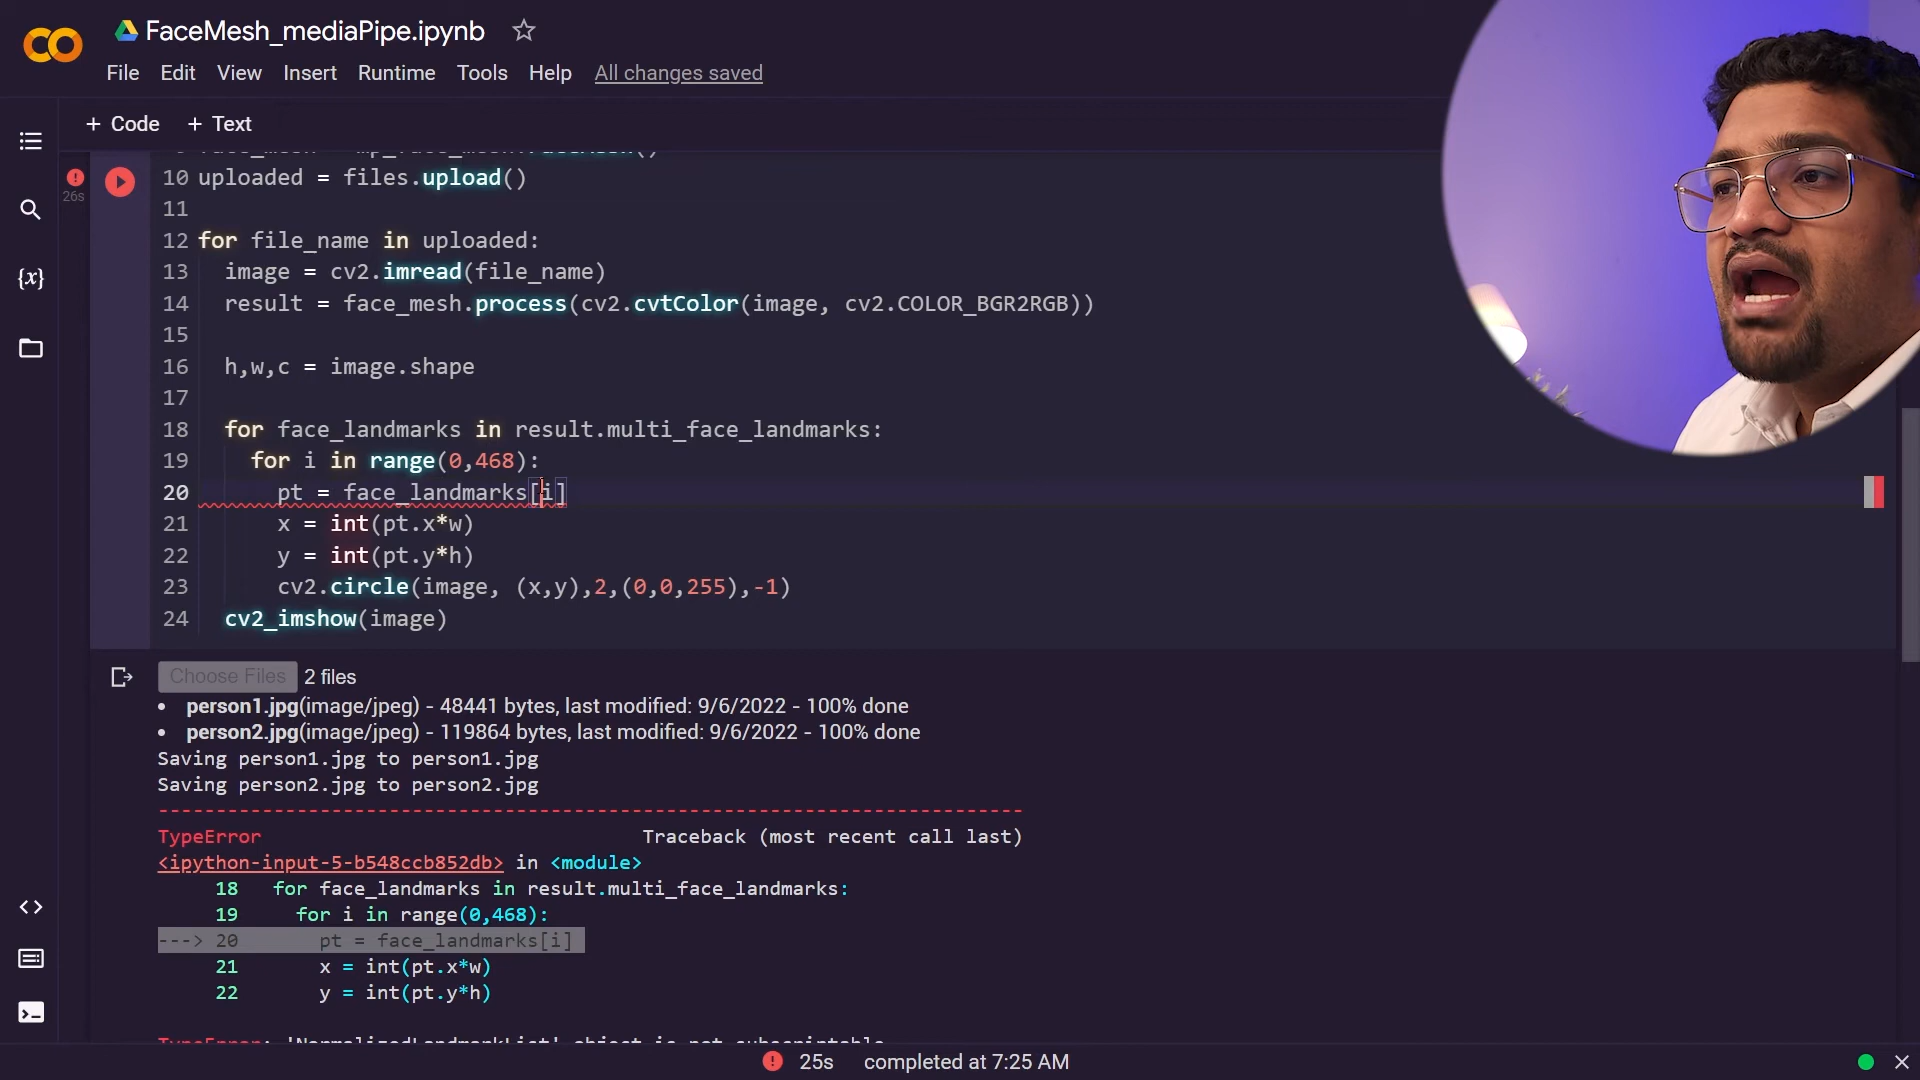 FaceMesh_mediaPipe.ipynb
File Edit View Insert Runtime Tools Help All changes saved
+ Code + Text
10 uploaded = files.upload()
26s
11
12 for file_name in uploaded:
13 image = cv2.imread(file_name)
14 result = face_mesh.process(cv2.cvtColor(image, cv2.COLOR_BGR2RGB))
15
16 h,w,c = image.shape
17
18 for face_landmarks in result.multi_face_landmarks:
19 for i in range(0,468):
20 pt = face_landmarks[i]
21 x = int(pt.x*w)
22 y = int(pt.y*h)
23 cv2.circle(image, (x,y),2,(0,0,255),-1)
24 cv2_imshow(image)
Choose Files 2 files
• person1.jpg(image/jpeg) - 48441 bytes, last modified: 9/6/2022 - 100% done
• person2.jpg(image/jpeg) - 119864 bytes, last modified: 9/6/2022 - 100% done
Saving person1.jpg to person1.jpg
Saving person2.jpg to person2.jpg
---------------------------------------------------------------------------
TypeError Traceback (most recent call last)
<ipython-input-5-b548ccb852db> in <module>
18 for face_landmarks in result.multi_face_landmarks:
19 for i in range(0,468):
---> 20 pt = face_landmarks[i]
21 x = int(pt.x*w)
22 y = int(pt.y*h)
TypeError: 'NormalizedLandmarkList' object is not subscriptable
25s completed at 7:25 AM